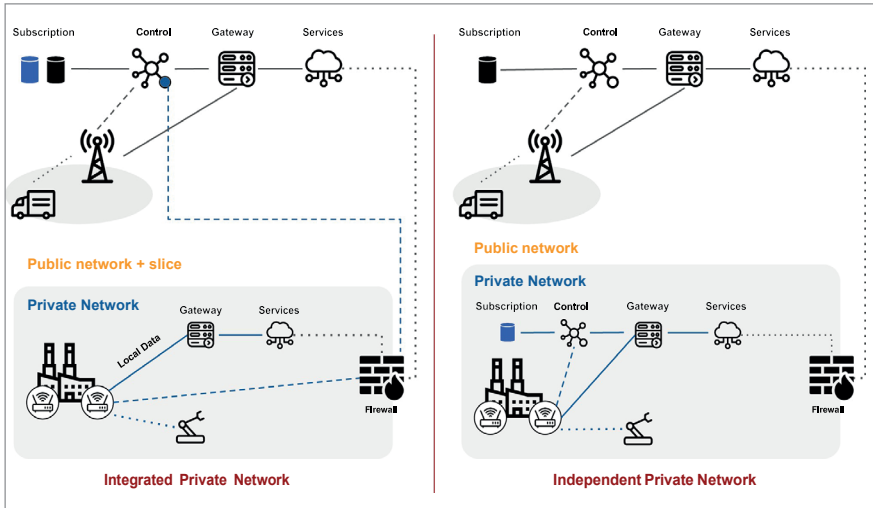 Subscription Control Gateway Services
Public network + slice
Private Network
Gateway Services
Local Data
Firewall
Integrated Private Network
Subscription Control Gateway Services
Public network
Private Network
Subscription Control Gateway Services
Firewall
Independent Private Network